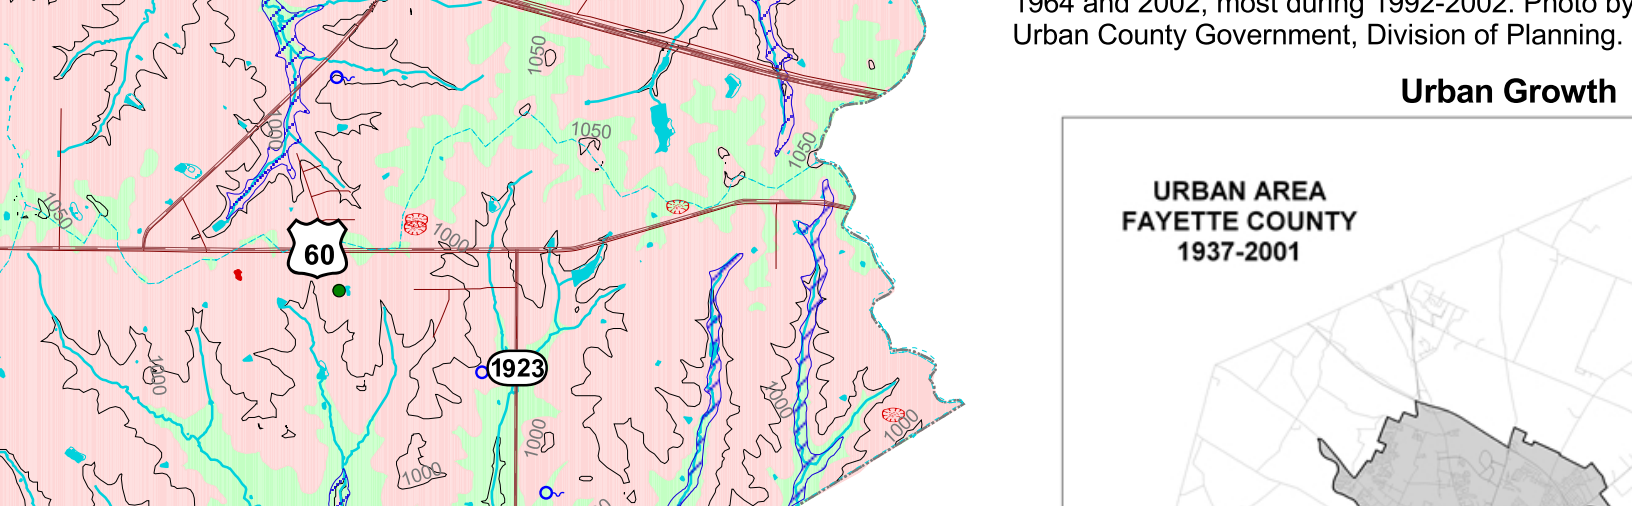 1964 and 2002, most during 1992-2002. Photo by
Urban County Government, Division of Planning.
Urban Growth
URBAN AREA
FAYETTE COUNTY
1937-2001
1050
1050
1050
1000
1050
1000
60
1923
1000
1000
1000
1000
1000